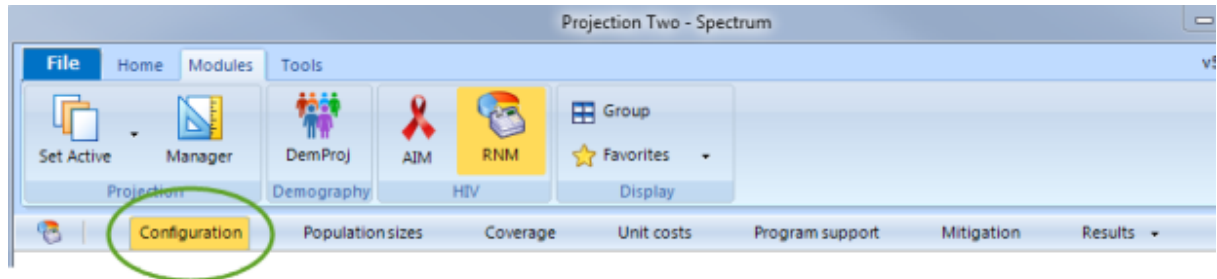 Projection Two - Spectrum
File Home Modules Tools v5
Set Active Manager DemProj AIM RNM Group
Favorites
Projection Demography HIV Display
Configuration Population sizes Coverage Unit costs Program support Mitigation Results